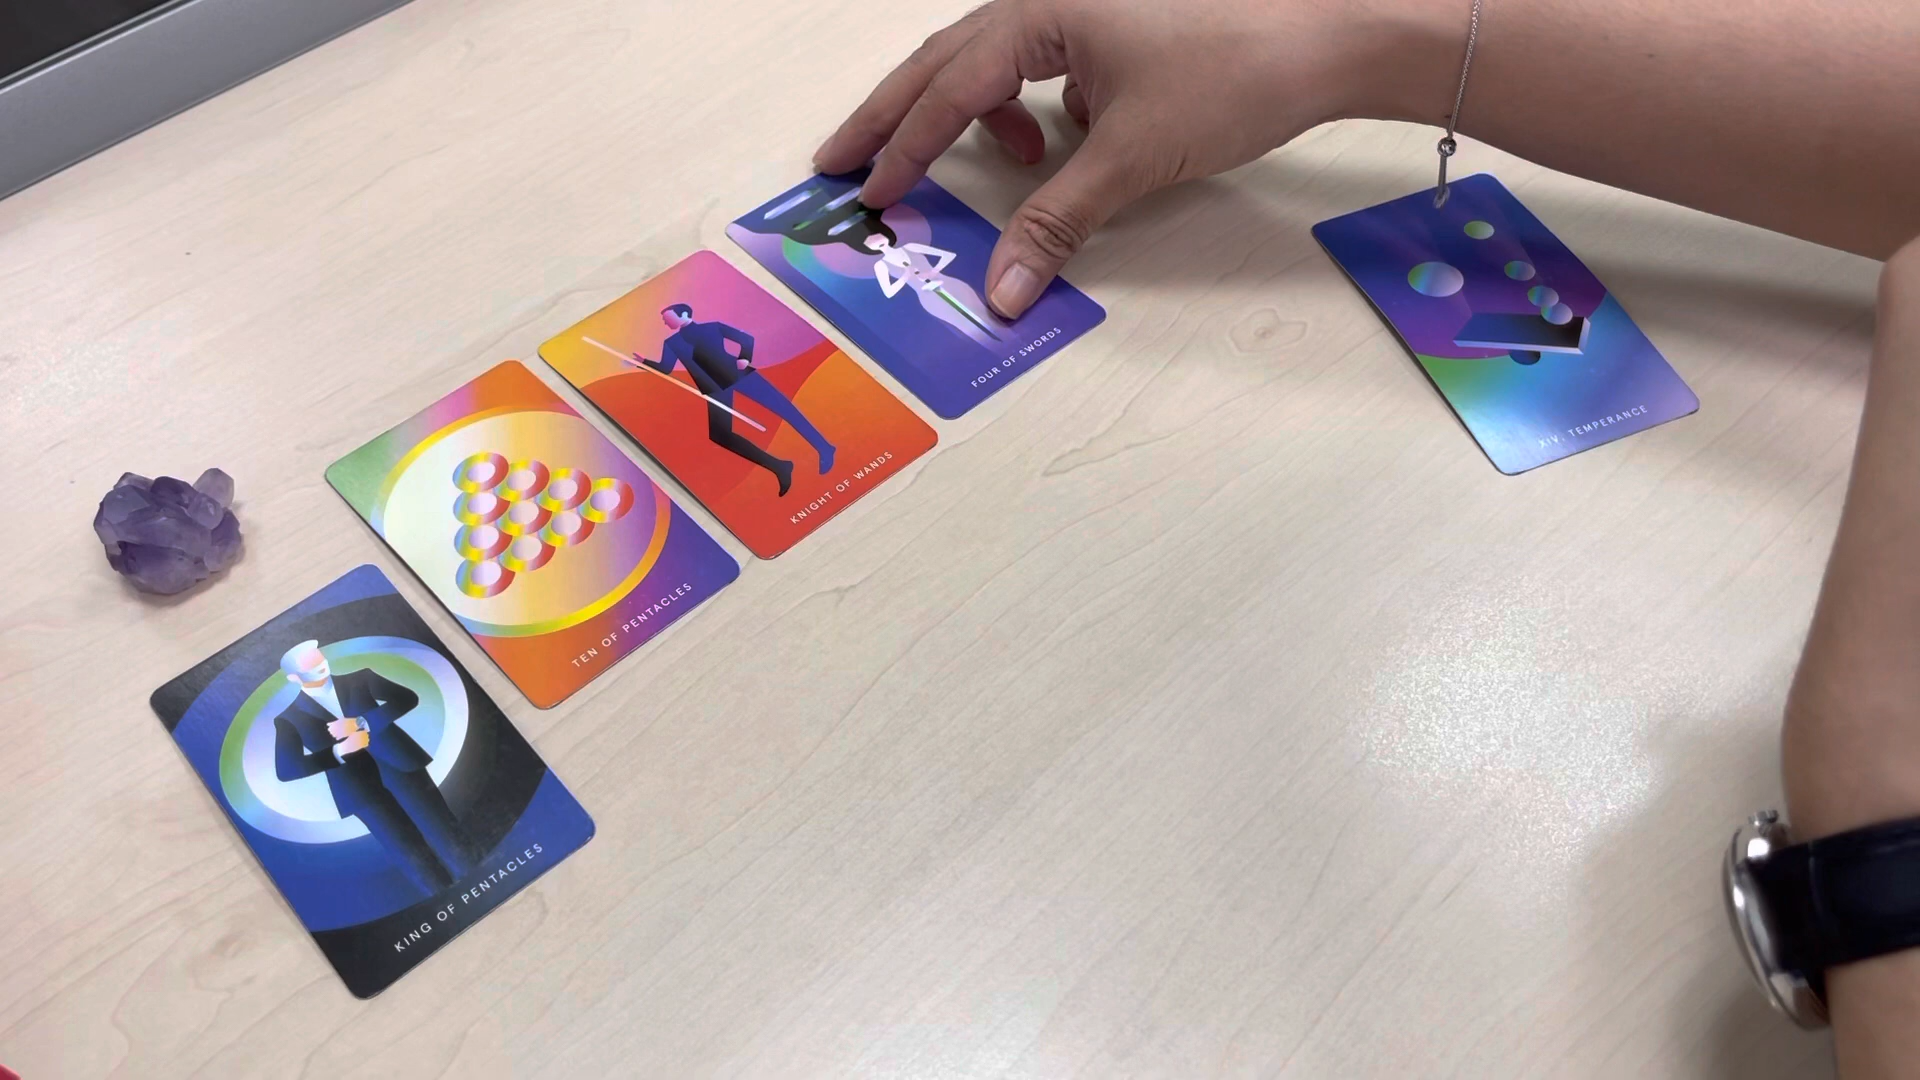 KING OF PENTACLES
TEN OF PENTACLES
KNIGHT OF WANDS
FOUR OF SWORDS
XIV. TEMPERANCE